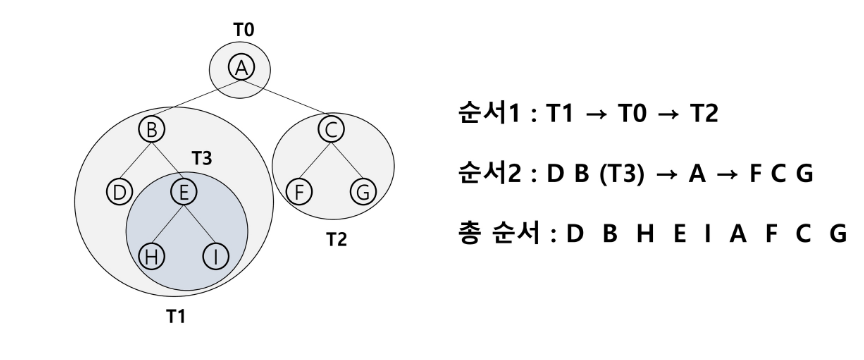 T0
A
B
C
T3
D
E
F
G
H
I
T2
T1
순서1 : T1 → T0 → T2
순서2 : D B (T3) → A → F C G
총 순서 : D B H E I A F C G